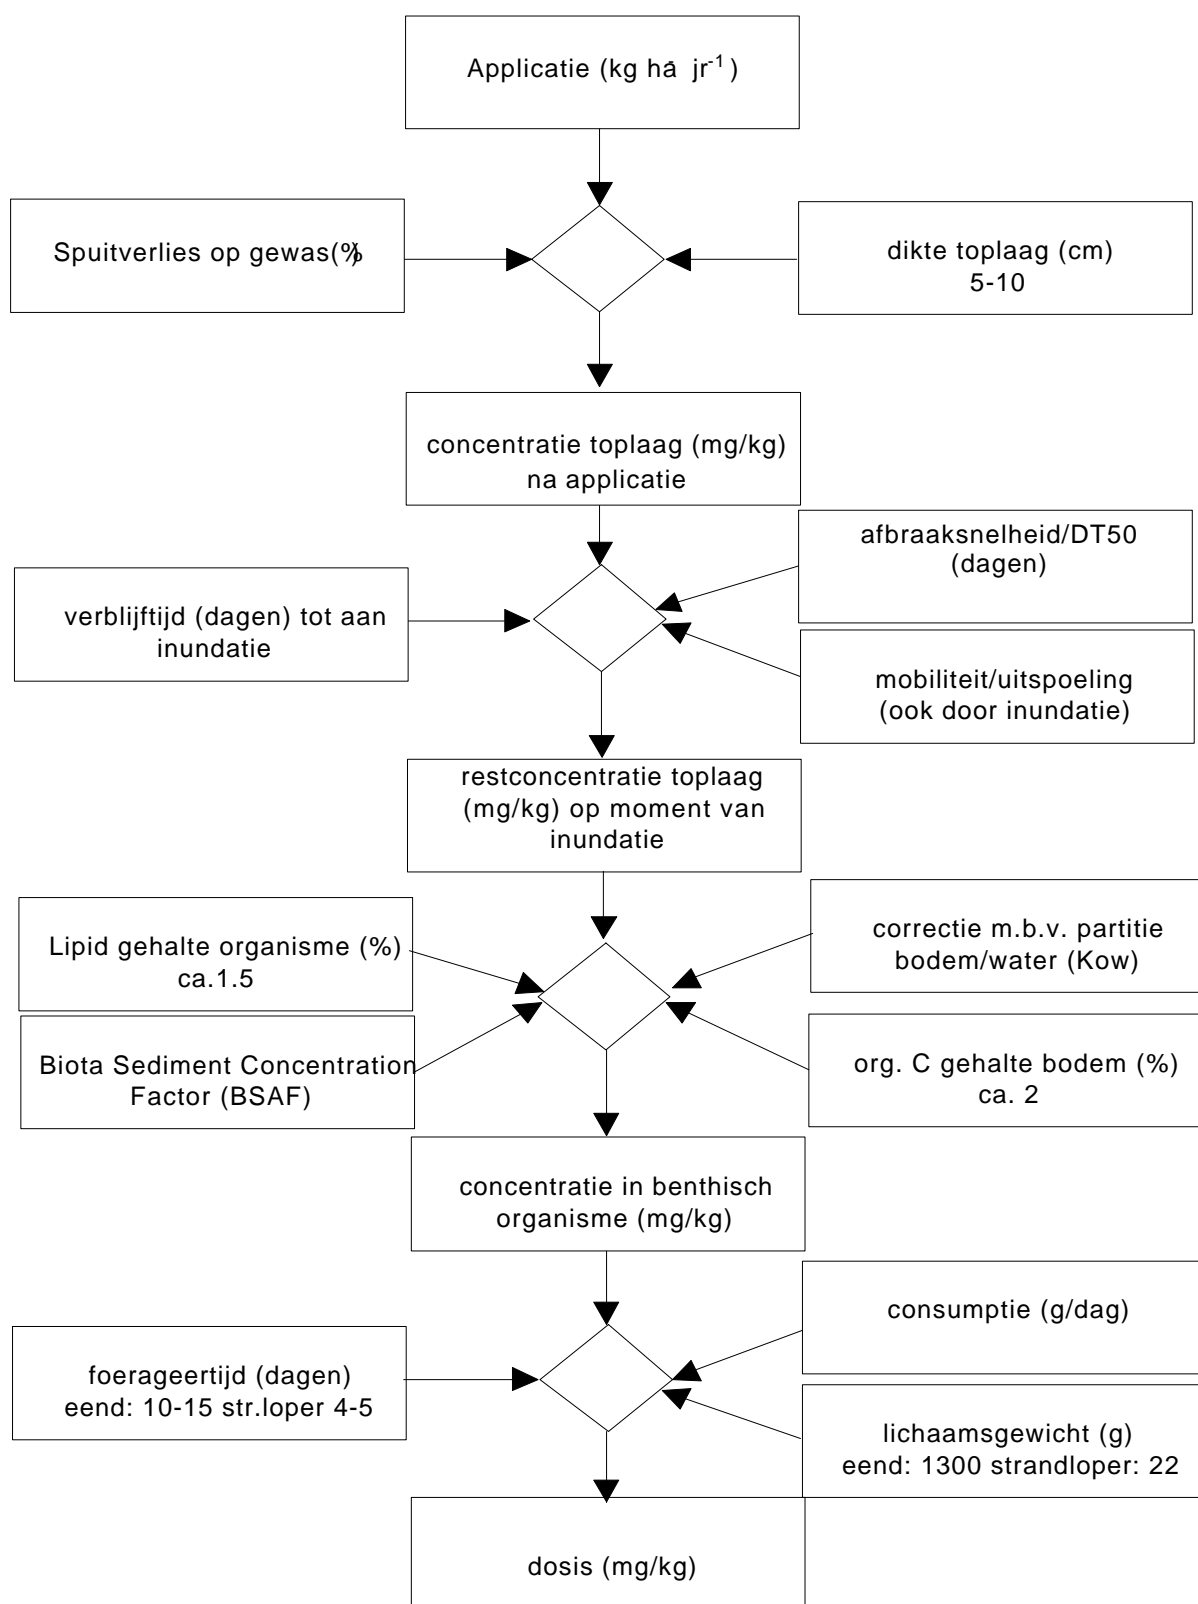 Applicatie (kg ha jr⁻¹)
Spuitverlies op gewas(%)
dikte toplaag (cm)
5-10
concentratie toplaag (mg/kg)
na applicatie
afbraaksnelheid/DT50
(dagen)
verblijftijd (dagen) tot aan
inundatie
mobiliteit/uitspoeling
(ook door inundatie)
restconcentratie toplaag
(mg/kg) op moment van
inundatie
Lipid gehalte organisme (%)
ca.1.5
correctie m.b.v. partitie
bodem/water (Kow)
Biota Sediment Concentration
Factor (BSAF)
org. C gehalte bodem (%)
ca. 2
concentratie in benthisch
organisme (mg/kg)
consumptie (g/dag)
foerageertijd (dagen)
eend: 10-15 str.loper 4-5
lichaamsgewicht (g)
eend: 1300 strandloper: 22
dosis (mg/kg)